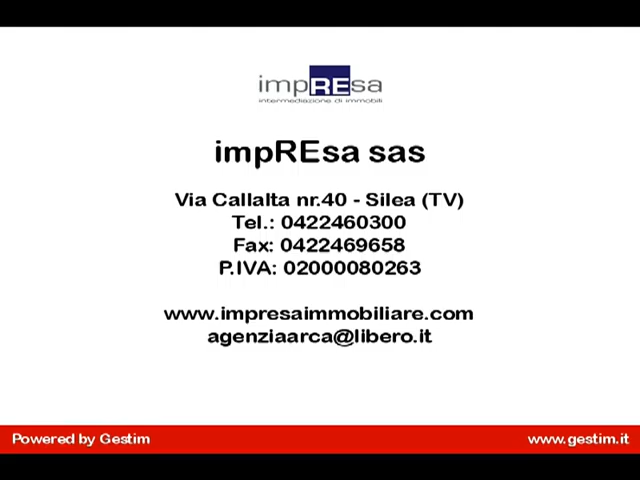 impREsa
intermediazione di immobili
impREsa sas
Via Callalta nr.40 - Silea (TV)
Tel.: 0422460300
Fax: 0422469658
P.IVA: 02000080263
www.impresaimmobiliare.com
agenziaarca@libero.it
Powered by Gestim
www.gestim.it